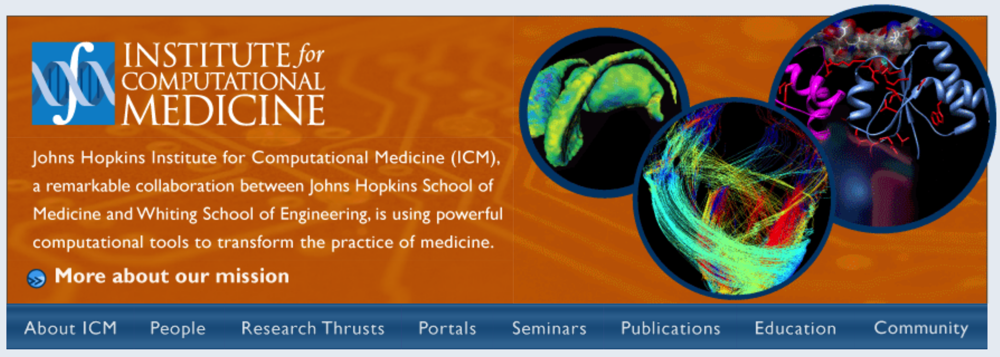 INSTITUTE for
COMPUTATIONAL
MEDICINE
Johns Hopkins Institute for Computational Medicine (ICM),
a remarkable collaboration between Johns Hopkins School of
Medicine and Whiting School of Engineering, is using powerful
computational tools to transform the practice of medicine.
More about our mission
About ICM People Research Thrusts Portals Seminars Publications Education Community